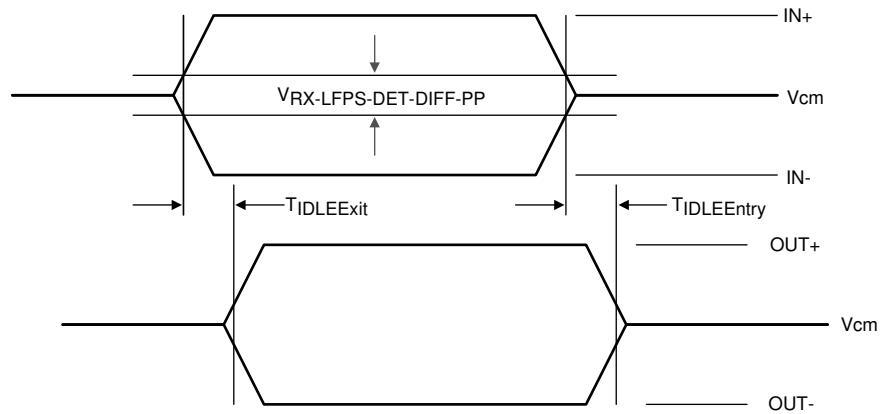 IN+
VRX-LFPS-DET-DIFF-PP
Vcm
IN-
TIDLEExit
TIDLEEntry
OUT+
Vcm
OUT-